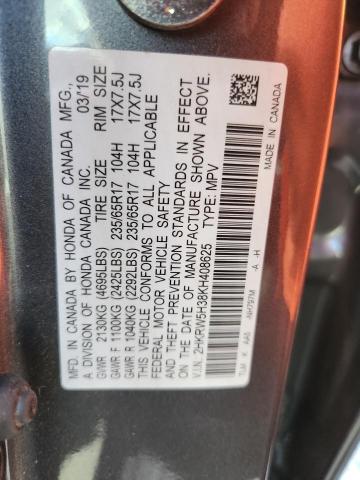 MFD. IN CANADA BY HONDA OF CANADA MFG.,
A DIVISION OF HONDA CANADA INC. 03/19
TIRE SIZE RIM SIZE
GVWR 2130KG (4695LBS)
GAWR F 1100KG (2425LBS) 235/65R17 104H 17X7.5J
GAWR R 1040KG (2292LBS) 235/65R17 104H 17X7.5J
THIS VEHICLE CONFORMS TO ALL APPLICABLE
FEDERAL MOTOR VEHICLE SAFETY
AND THEFT PREVENTION STANDARDS IN EFFECT
ON THE DATE OF MANUFACTURE SHOWN ABOVE.
V.I.N.: 2HKRW5H38KH408625 TYPE: MPV
TLM K AA5 -NH797M -A -H
MADE IN CANADA